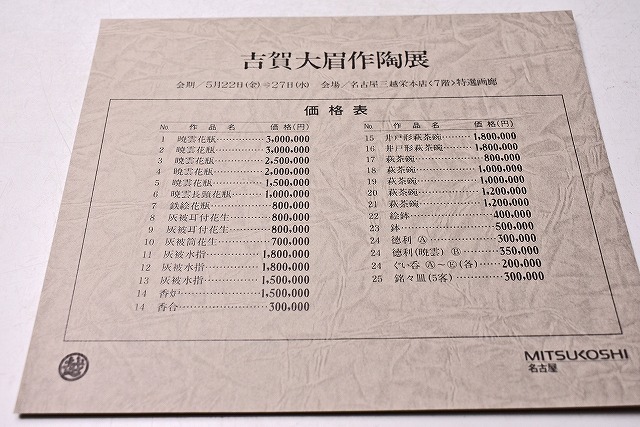 吉賀大眉作陶展
会期／5月22日(金)⇨27日(水) 会場／名古屋三越栄本店〈7階〉特選画廊
価格表
№ 作品名 価格(円)
1 暁雲花瓶………3,000,000
2 暁雲花瓶………3,000,000
3 暁雲花瓶………2,500,000
4 暁雲花瓶………2,000,000
5 暁雲花瓶………1,500,000
6 暁雲長頸花瓶………1,000,000
7 鉄絵花瓶………800,000
8 灰被耳付花生………800,000
9 灰被耳付花生………800,000
10 灰被筒花生………700,000
11 灰被水指………1,800,000
12 灰被水指………1,800,000
13 灰被水指………1,500,000
14 香炉………1,500,000
14 香合………300,000
№ 作品名 価格(円)
15 井戸形萩茶碗………1,800,000
16 井戸形萩茶碗………1,800,000
17 萩茶碗………800,000
18 萩茶碗………1,000,000
19 萩茶碗………1,000,000
20 萩茶碗………1,200,000
21 萩茶碗………1,200,000
22 絵鉢………400,000
23 鉢………500,000
24 徳利 Ⓐ………300,000
24 徳利(暁雲) Ⓑ………350,000
24 ぐい呑 Ⓐ～Ⓔ(各)………200,000
25 銘々皿(5客)………300,000
越
MITSUKOSHI
名古屋